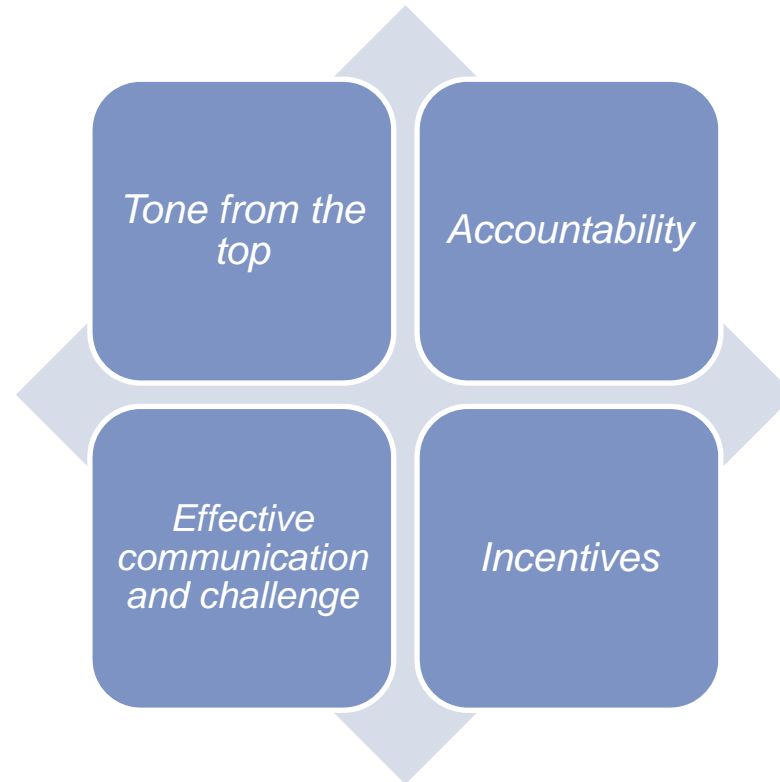 Tone from the
top
Accountability
Effective
communication
and challenge
Incentives